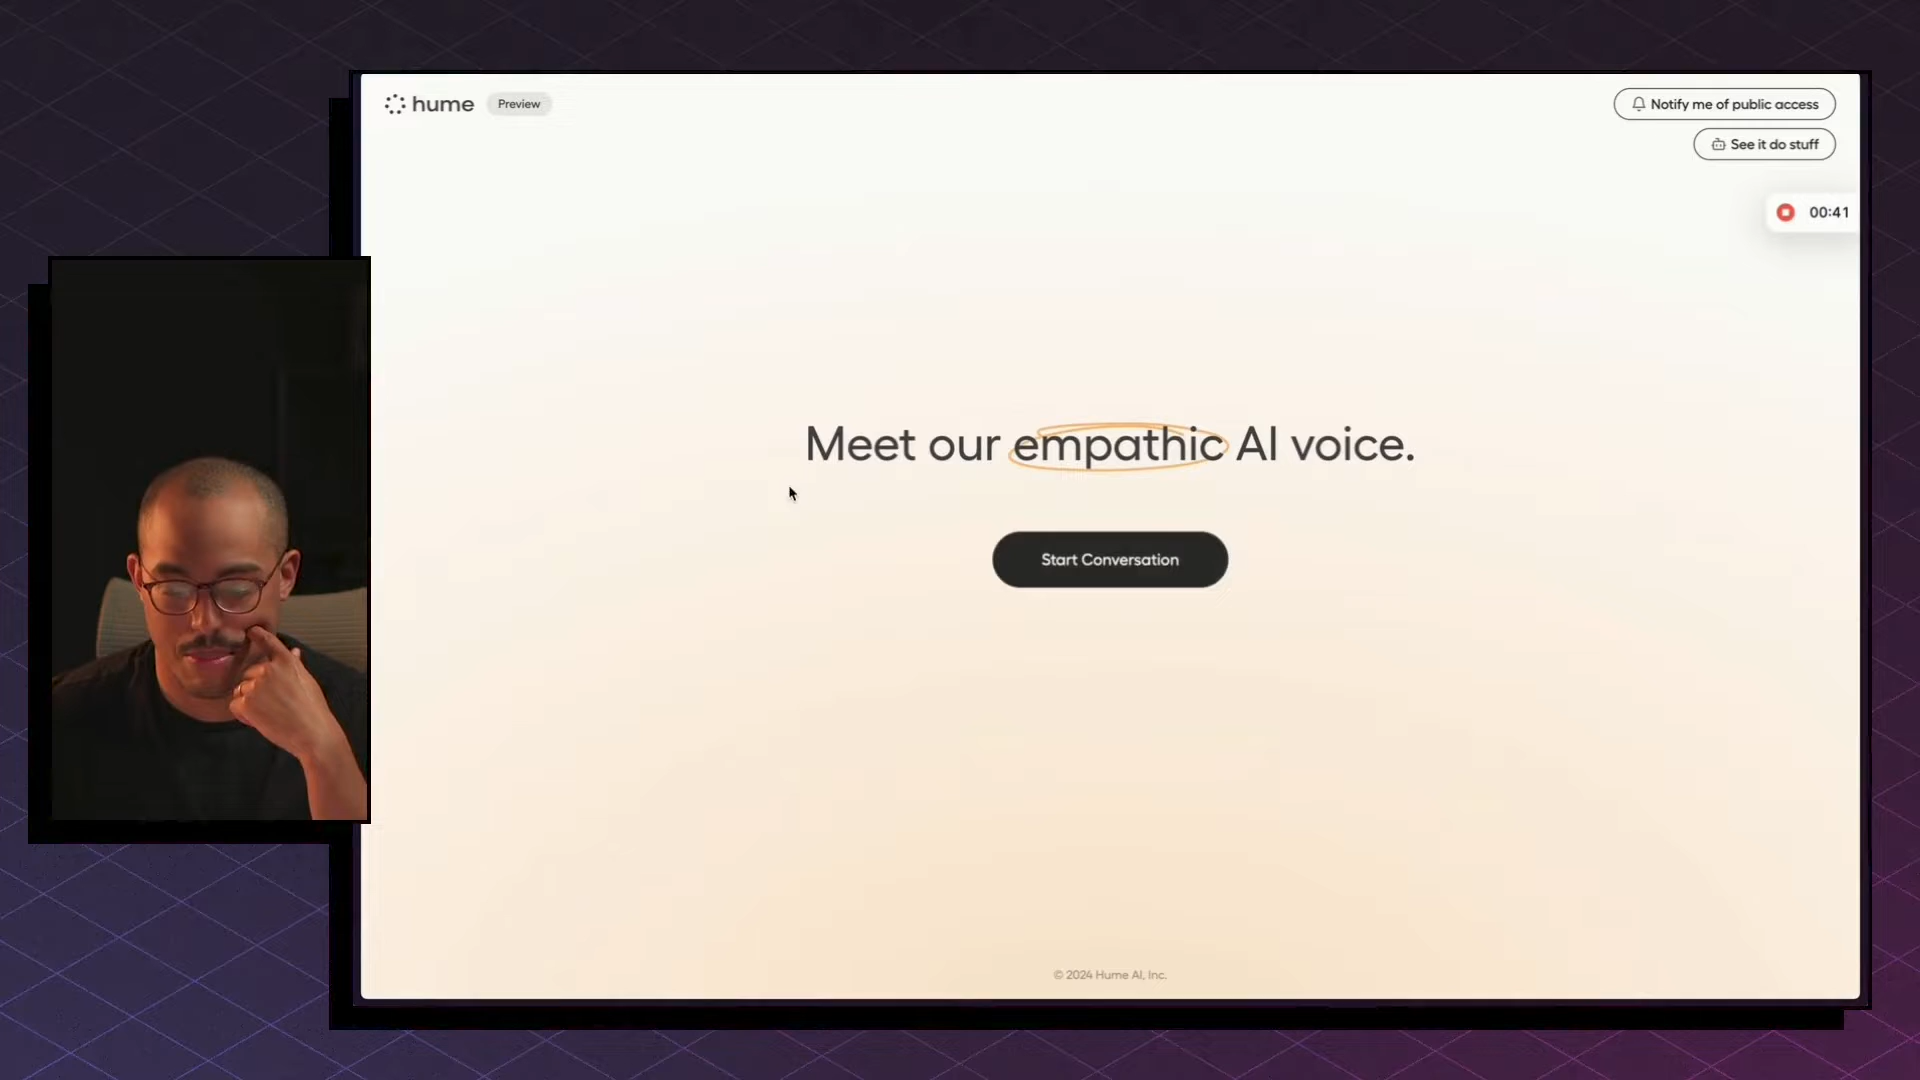 hume Preview
Notify me of public access
See it do stuff
00:41
Meet our empathic AI voice.
Start Conversation
© 2024 Hume AI, Inc.